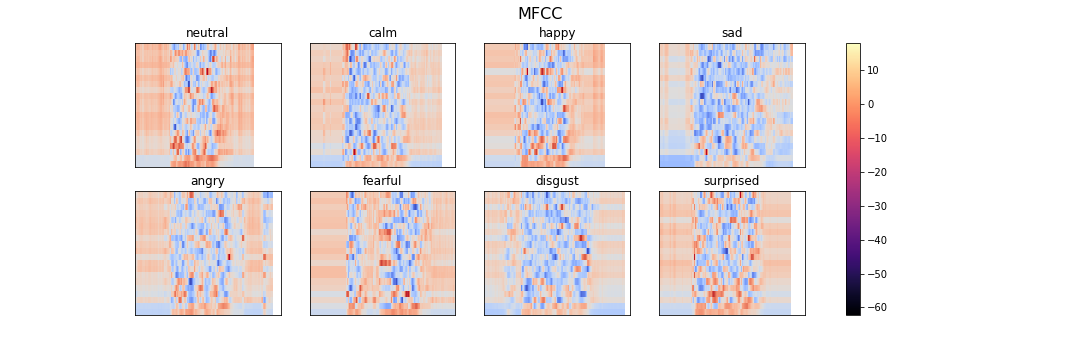 MFCC
neutral
calm
happy
sad
angry
fearful
disgust
surprised
10
0
−10
−20
−30
−40
−50
−60